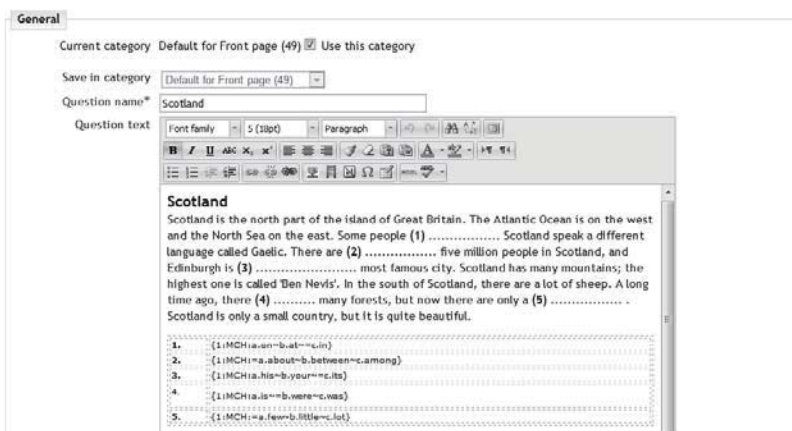 General
Current category Default for Front page (49) Use this category
Save in category Default for Front page (49)
Question name* Scotland
Question text Font family 5 (18pt) Paragraph
B I U ABC X₂ X²
Scotland
Scotland is the north part of the island of Great Britain. The Atlantic Ocean is on the west
and the North Sea on the east. Some people (1) ................. Scotland speak a different
language called Gaelic. There are (2) ................. five million people in Scotland, and
Edinburgh is (3) ........................ most famous city. Scotland has many mountains; the
highest one is called 'Ben Nevis'. In the south of Scotland, there are a lot of sheep. A long
time ago, there (4) .......... many forests, but now there are only a (5) ................. .
Scotland is only a small country, but it is quite beautiful.
1. {1:MCH:a.on~b.at~=c.in}
2. {1:MCH:=a.about~b.between~c.among}
3. {1:MCH:a.his~b.your~=c.its}
4. {1:MCH:a.is~=b.were~c.was}
5. {1:MCH:=a.few~b.little~c.lot}